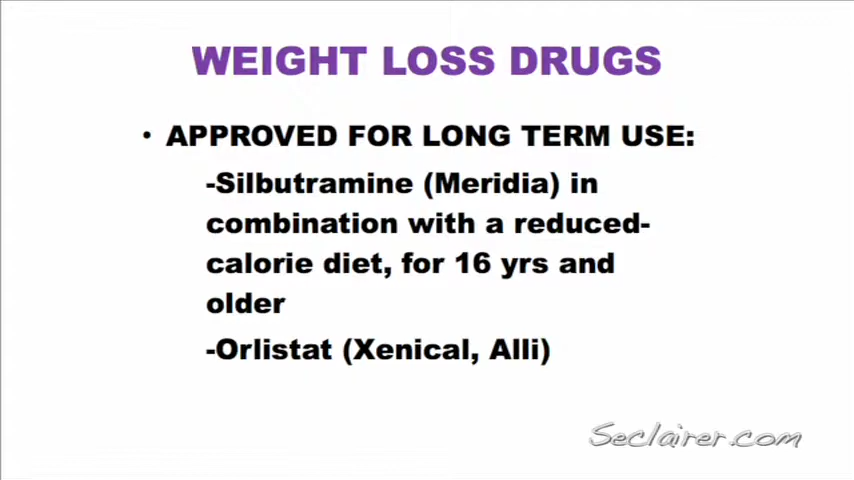 WEIGHT LOSS DRUGS
• APPROVED FOR LONG TERM USE:
-Silbutramine (Meridia) in
combination with a reduced-
calorie diet, for 16 yrs and
older
-Orlistat (Xenical, Alli)
Seclairer.com